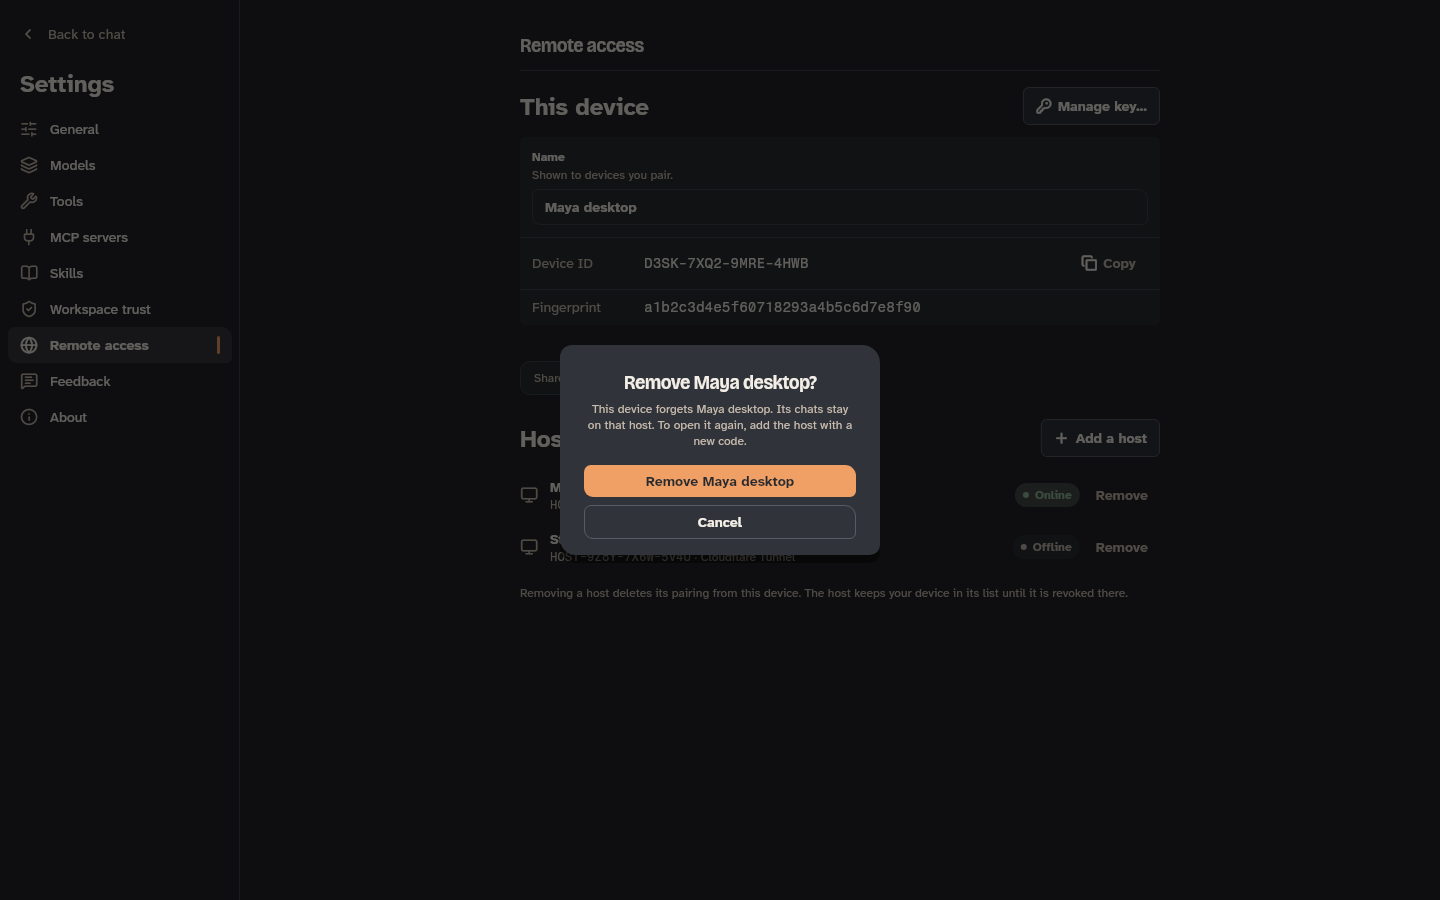 Back to chat
Settings
General
Models
Tools
MCP servers
Skills
Workspace trust
Remote access
Feedback
About
Remote access
This device
Manage key...
Name
Shown to devices you pair.
Maya desktop
Device ID
D3SK-7XQ2-9MRE-4HWB
Copy
Fingerprint
a1b2c3d4e5f60718293a4b5c6d7e8f90
Remove Maya desktop?
This device forgets Maya desktop. Its chats stay
on that host. To open it again, add the host with a
new code.
Remove Maya desktop
Cancel
Add a host
Online
Remove
Offline
Remove
Cloudflare Tunnel
Removing a host deletes its pairing from this device. The host keeps your device in its list until it is revoked there.